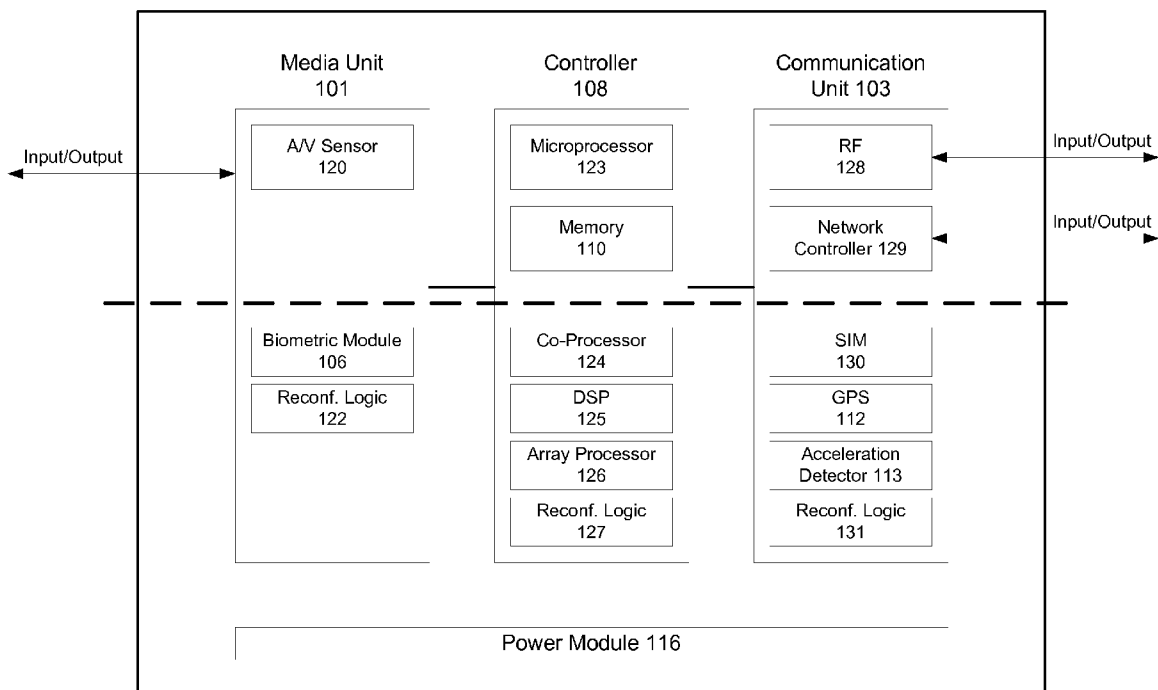 Media Unit
101
Controller
108
Communication
Unit 103
Input/Output
A/V Sensor
120
Microprocessor
123
RF
128
Input/Output
Memory
110
Network
Controller 129
Input/Output
Biometric Module
106
Co-Processor
124
SIM
130
Reconf. Logic
122
DSP
125
GPS
112
Array Processor
126
Acceleration
Detector 113
Reconf. Logic
127
Reconf. Logic
131
Power Module 116